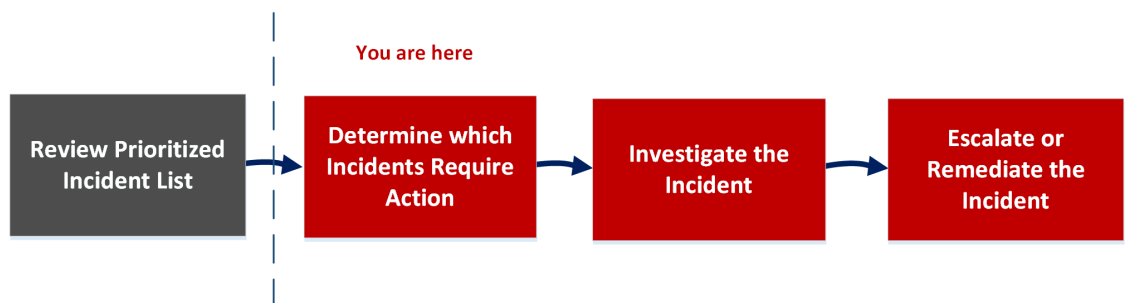 You are here
Review Prioritized
Incident List
Determine which
Incidents Require
Action
Investigate the
Incident
Escalate or
Remediate the
Incident